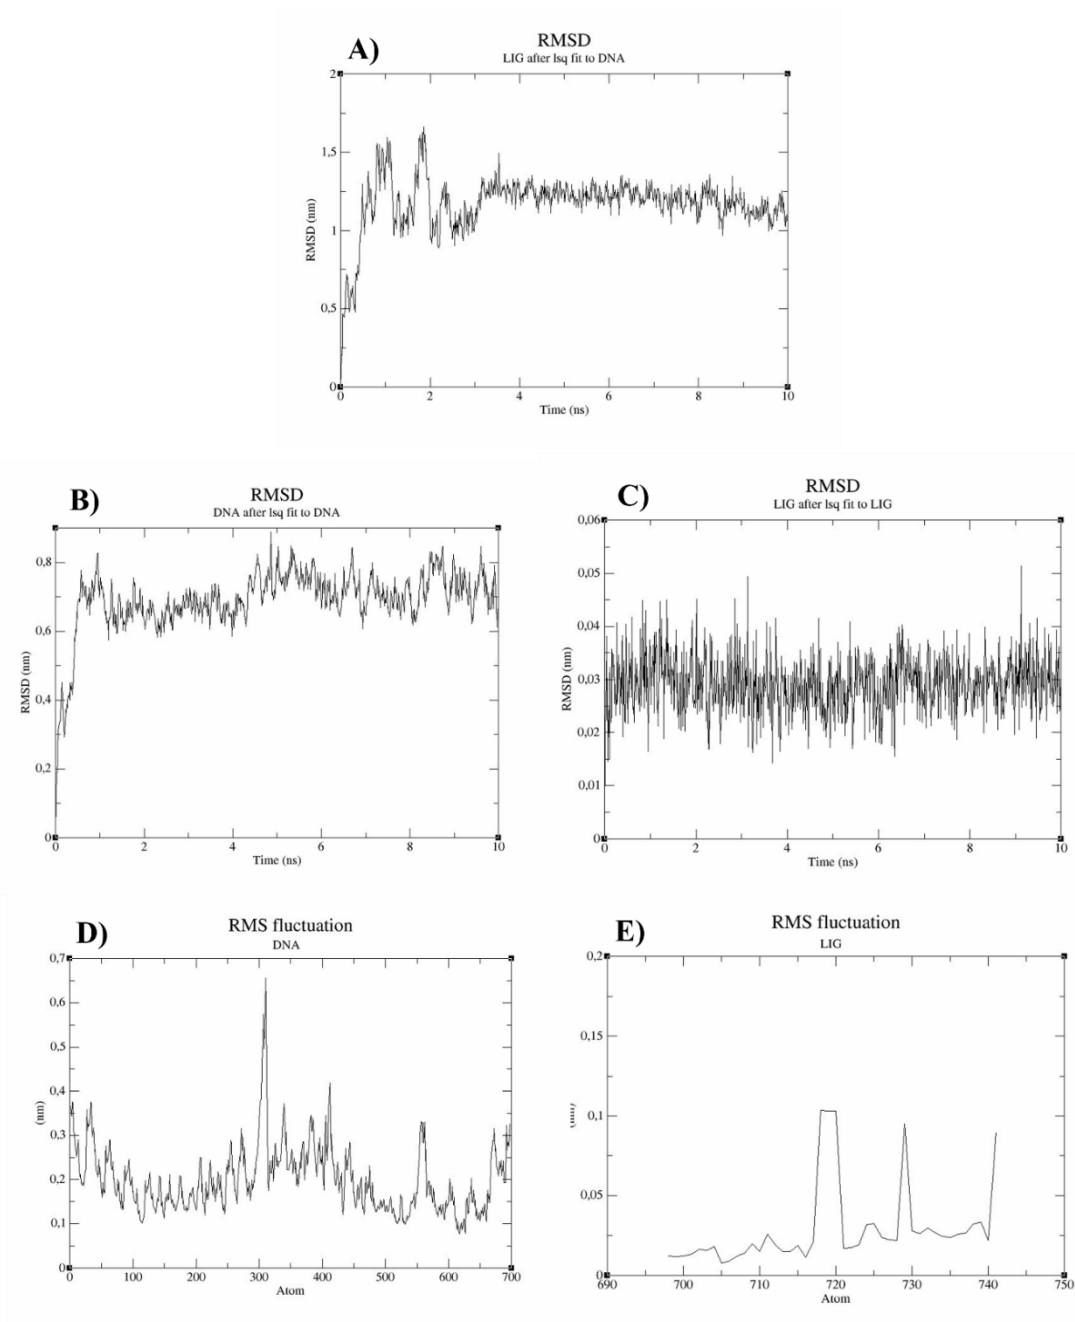 A)
RMSD
LIG after lsq fit to DNA
2
1,5
1
0,5
0
RMSD (nm)
0 2 4 6 8 10
Time (ns)
B)
RMSD
DNA after lsq fit to DNA
0,8
0,6
0,4
0,2
0
RMSD (nm)
0 2 4 6 8 10
Time (ns)
C)
RMSD
LIG after lsq fit to LIG
0,06
0,05
0,04
0,03
0,02
0,01
0
RMSD (nm)
0 2 4 6 8 10
Time (ns)
D)
RMS fluctuation
DNA
0,7
0,6
0,5
0,4
0,3
0,2
0,1
0
(nm)
0 100 200 300 400 500 600 700
Atom
E)
RMS fluctuation
LIG
0,2
0,15
0,1
0,05
0
690 700 710 720 730 740 750
Atom